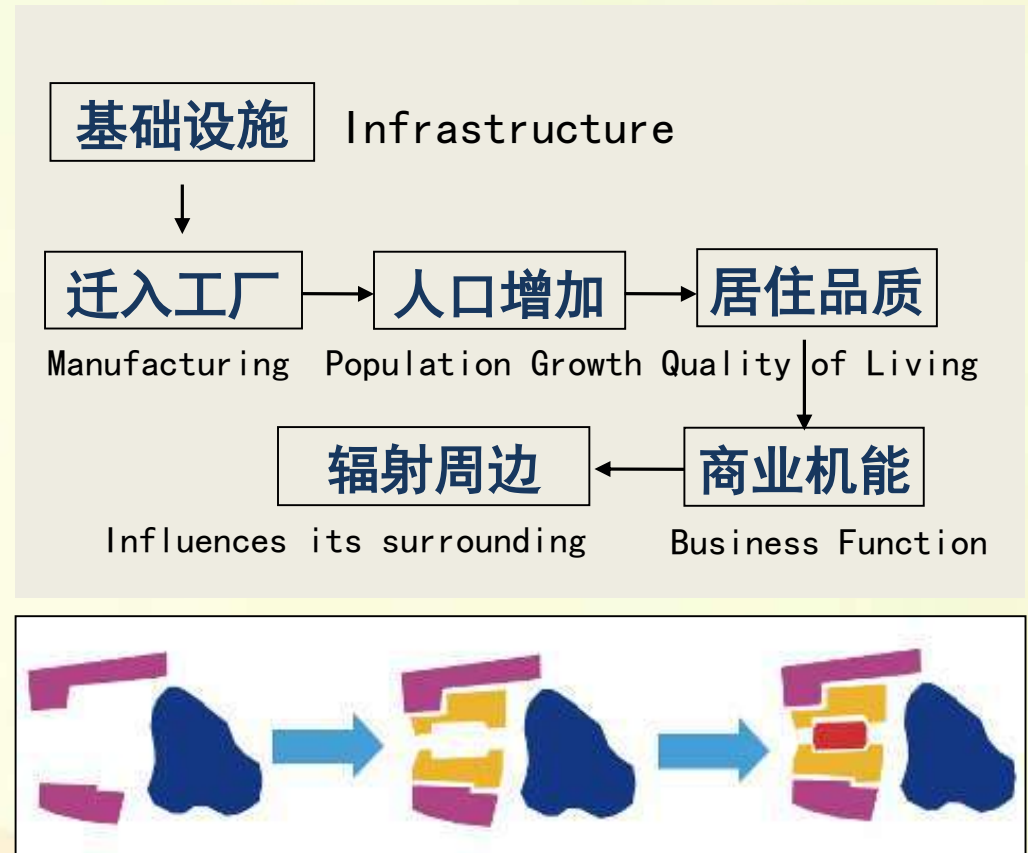 基础设施 Infrastructure
迁入工厂 人口增加 居住品质
Manufacturing Population Growth Quality of Living
辐射周边 商业机能
Influences its surrounding Business Function